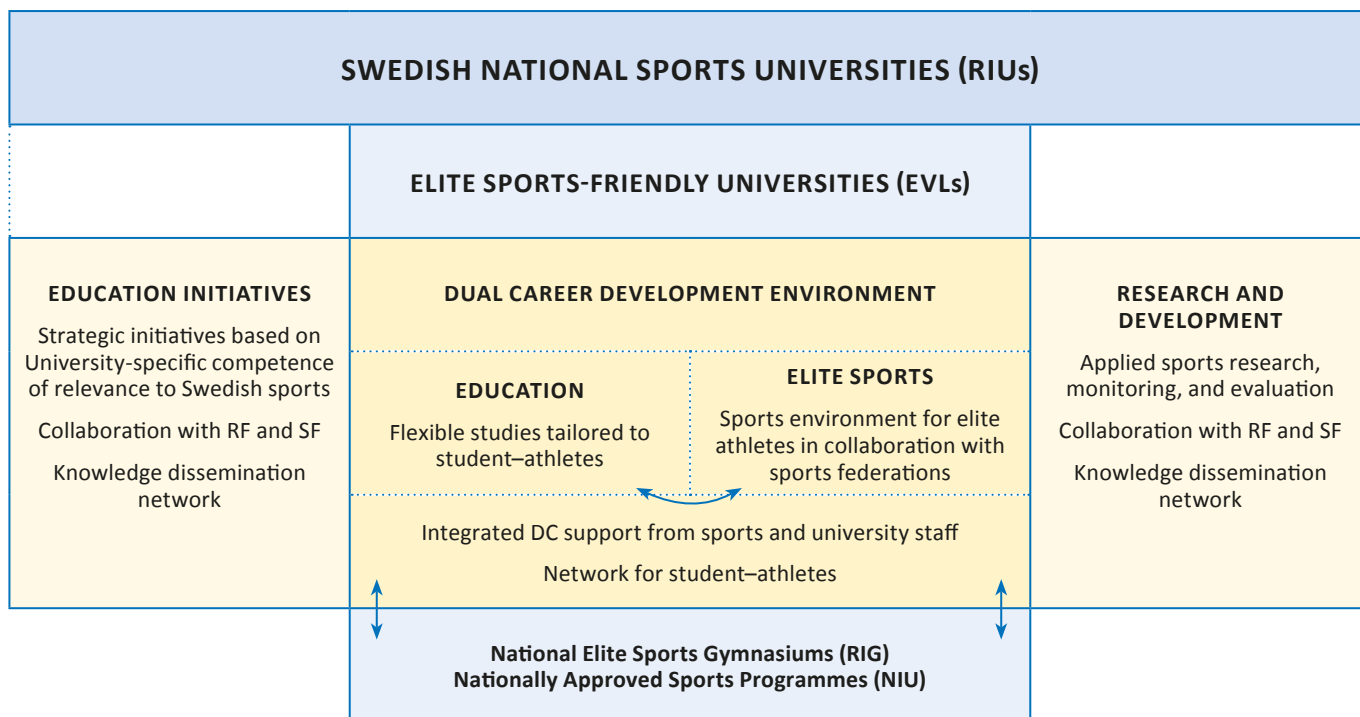 SWEDISH NATIONAL SPORTS UNIVERSITIES (RIUs)
ELITE SPORTS-FRIENDLY UNIVERSITIES (EVLs)
EDUCATION INITIATIVES
Strategic initiatives based on
University-specific competence
of relevance to Swedish sports
Collaboration with RF and SF
Knowledge dissemination
network
DUAL CAREER DEVELOPMENT ENVIRONMENT
EDUCATION
Flexible studies tailored to
student–athletes
ELITE SPORTS
Sports environment for elite
athletes in collaboration with
sports federations
Integrated DC support from sports and university staff
Network for student–athletes
RESEARCH AND
DEVELOPMENT
Applied sports research,
monitoring, and evaluation
Collaboration with RF and SF
Knowledge dissemination
network
National Elite Sports Gymnasiums (RIG)
Nationally Approved Sports Programmes (NIU)